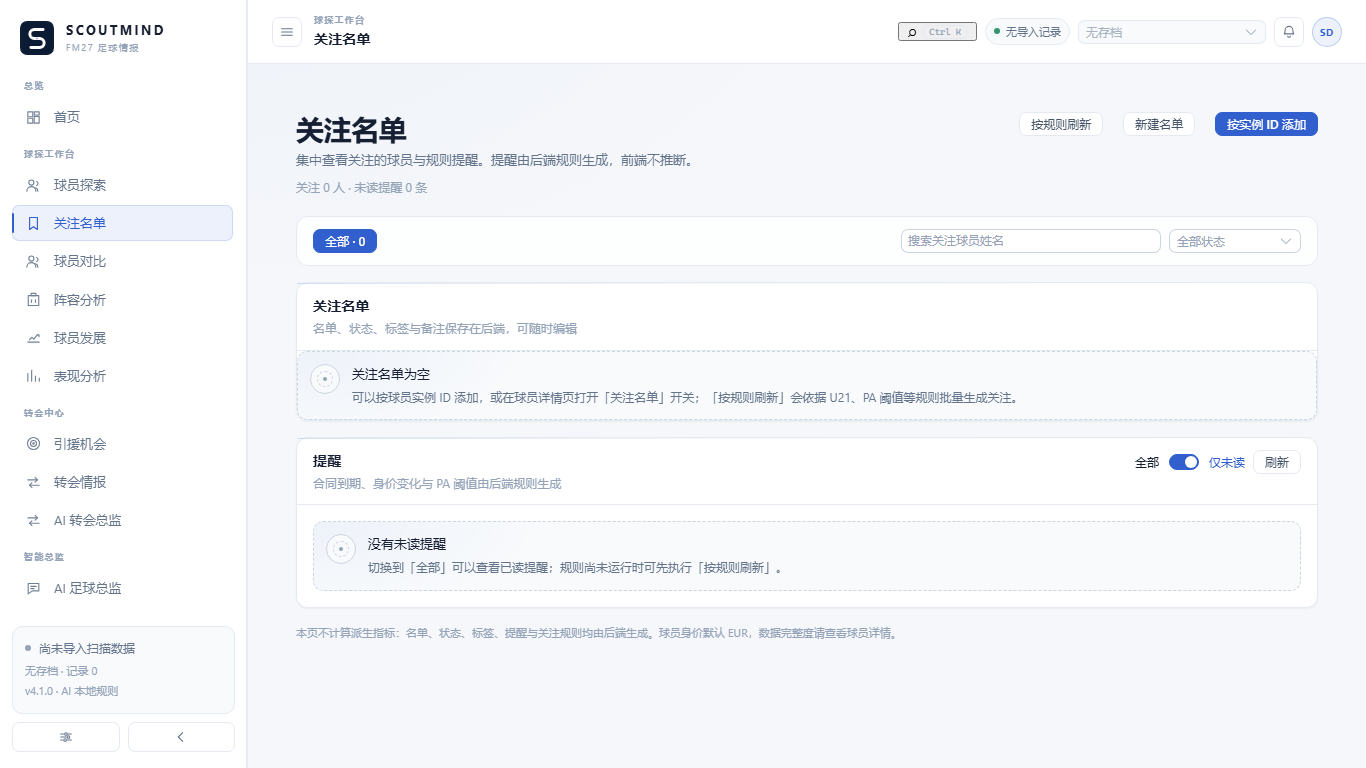 SCOUTMIND
FM27 足球情报
总览
首页
球探工作台
球员探索
关注名单
球员对比
阵容分析
球员发展
表现分析
转会中心
引援机会
转会情报
AI 转会总监
智能总监
AI 足球总监
尚未导入扫描数据
无存档 · 记录 0
v4.1.0 · AI 本地规则
球探工作台
关注名单
Ctrl K
无导入记录
无存档
SD
关注名单
集中查看关注的球员与规则提醒。提醒由后端规则生成，前端不推断。
关注 0 人 · 未读提醒 0 条
按规则刷新
新建名单
按实例 ID 添加
全部 · 0
搜索关注球员姓名
全部状态
关注名单
名单、状态、标签与备注保存在后端，可随时编辑
关注名单为空
可以按球员实例 ID 添加，或在球员详情页打开「关注名单」开关；「按规则刷新」会依据 U21、PA 阈值等规则批量生成关注。
提醒
合同到期、身价变化与 PA 阈值由后端规则生成
全部
仅未读
刷新
没有未读提醒
切换到「全部」可以查看已读提醒；规则尚未运行时可先执行「按规则刷新」。
本页不计算派生指标：名单、状态、标签、提醒与关注规则均由后端生成。球员身价默认 EUR，数据完整度请查看球员详情。